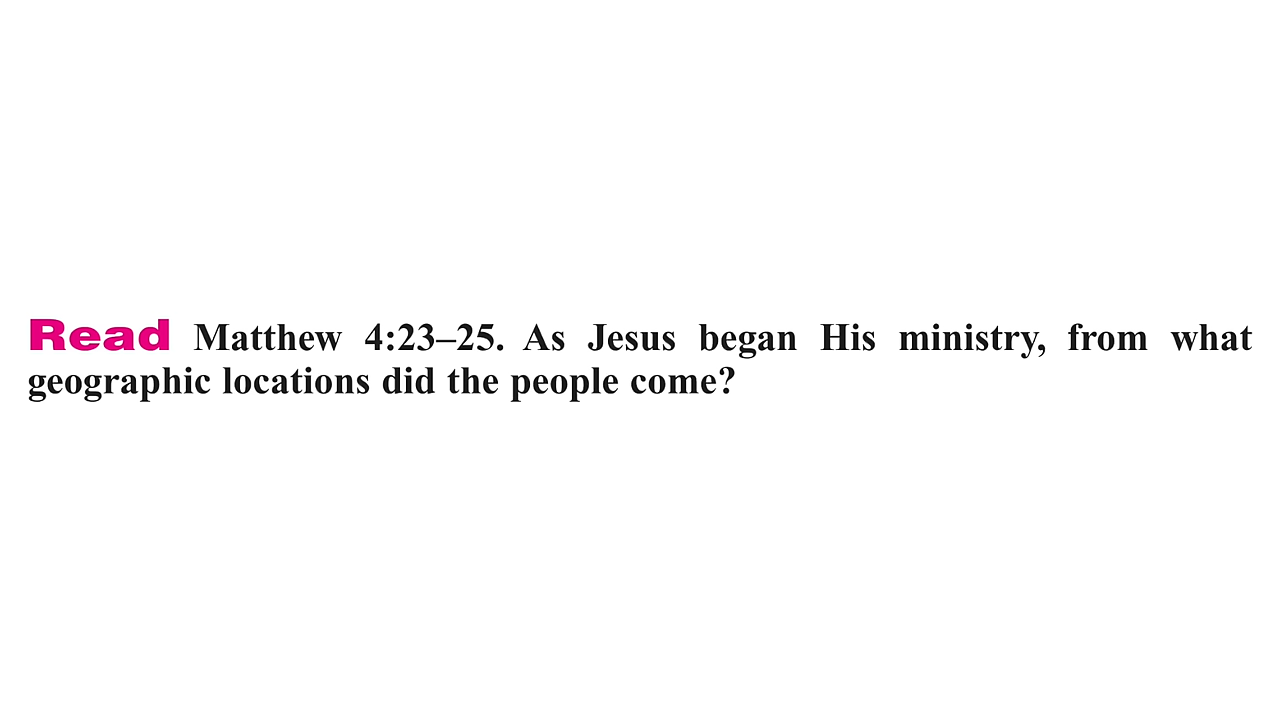 Read Matthew 4:23–25. As Jesus began His ministry, from what
geographic locations did the people come?